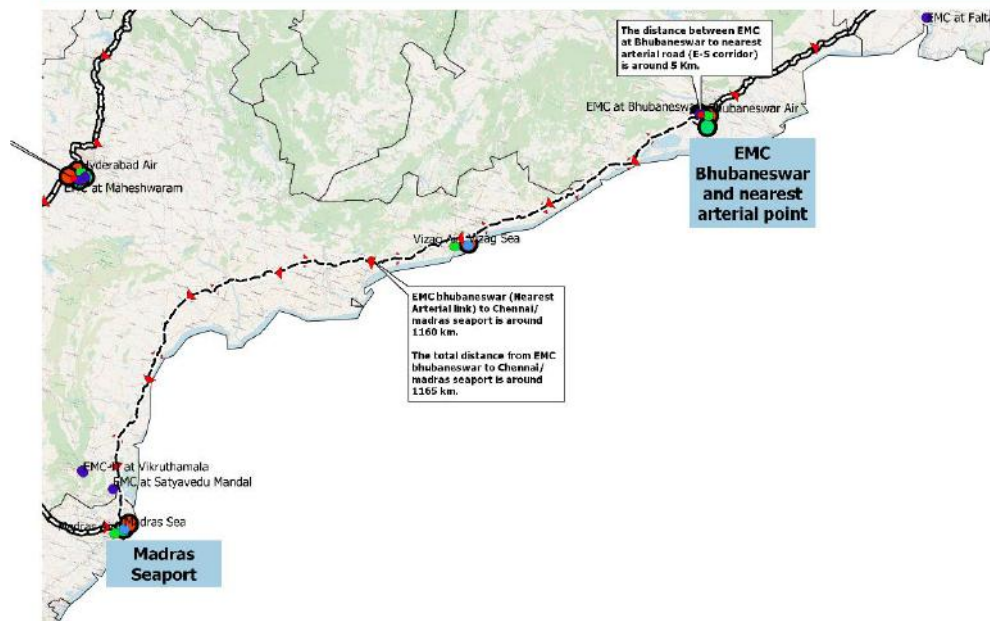 EMC at Falta
The distance between EMC
at Bhubaneswar to nearest
arterial road (E-S corridor)
is around 5 Km.
EMC at Bhubaneswar
Bhubaneswar Air
EMC
Bhubaneswar
and nearest
arterial point
Hyderabad Air
EMC at Maheshwaram
Vizag Air
Vizag Sea
EMC bhubaneswar (Nearest
Arterial link) to Chennai/
madras seaport is around
1160 km.
The total distance from EMC
bhubaneswar to Chennai/
madras seaport is around
1165 km.
at Vikruthamala
EMC at Satyavedu Mandal
Madras Sea
Madras
Seaport